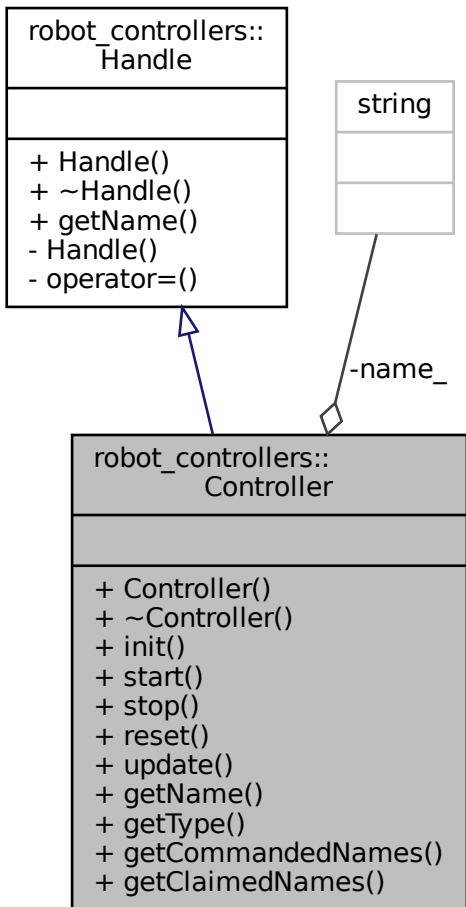 robot_controllers::
Handle
+ Handle()
+ ~Handle()
+ getName()
- Handle()
- operator=()
string
-name_
robot_controllers::
Controller
+ Controller()
+ ~Controller()
+ init()
+ start()
+ stop()
+ reset()
+ update()
+ getName()
+ getType()
+ getCommandedNames()
+ getClaimedNames()